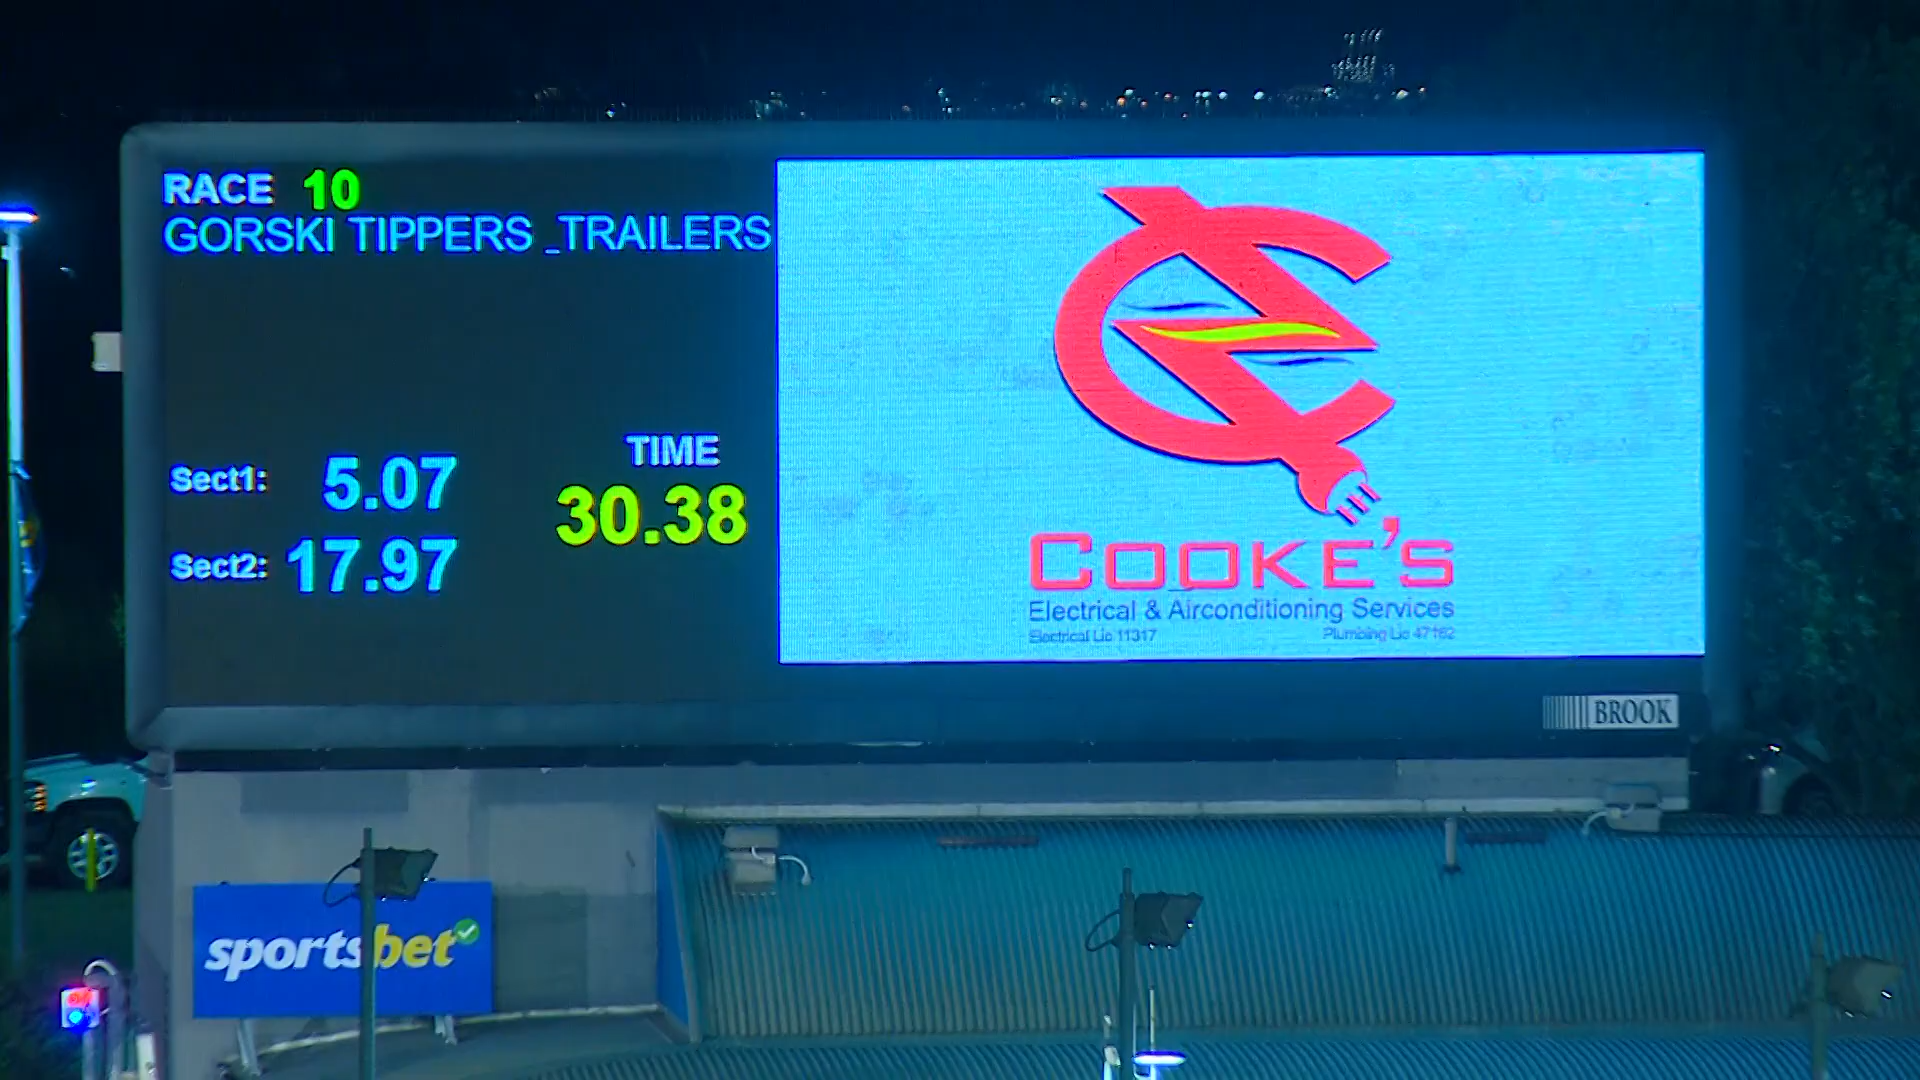 RACE 10
GORSKI TIPPERS _TRAILERS
TIME
Sect1: 5.07
30.38
Sect2: 17.97
COOKE'S
Electrical & Airconditioning Services
Electrical Lic 11317 Plumbing Lic 47162
BROOK
sportsbet